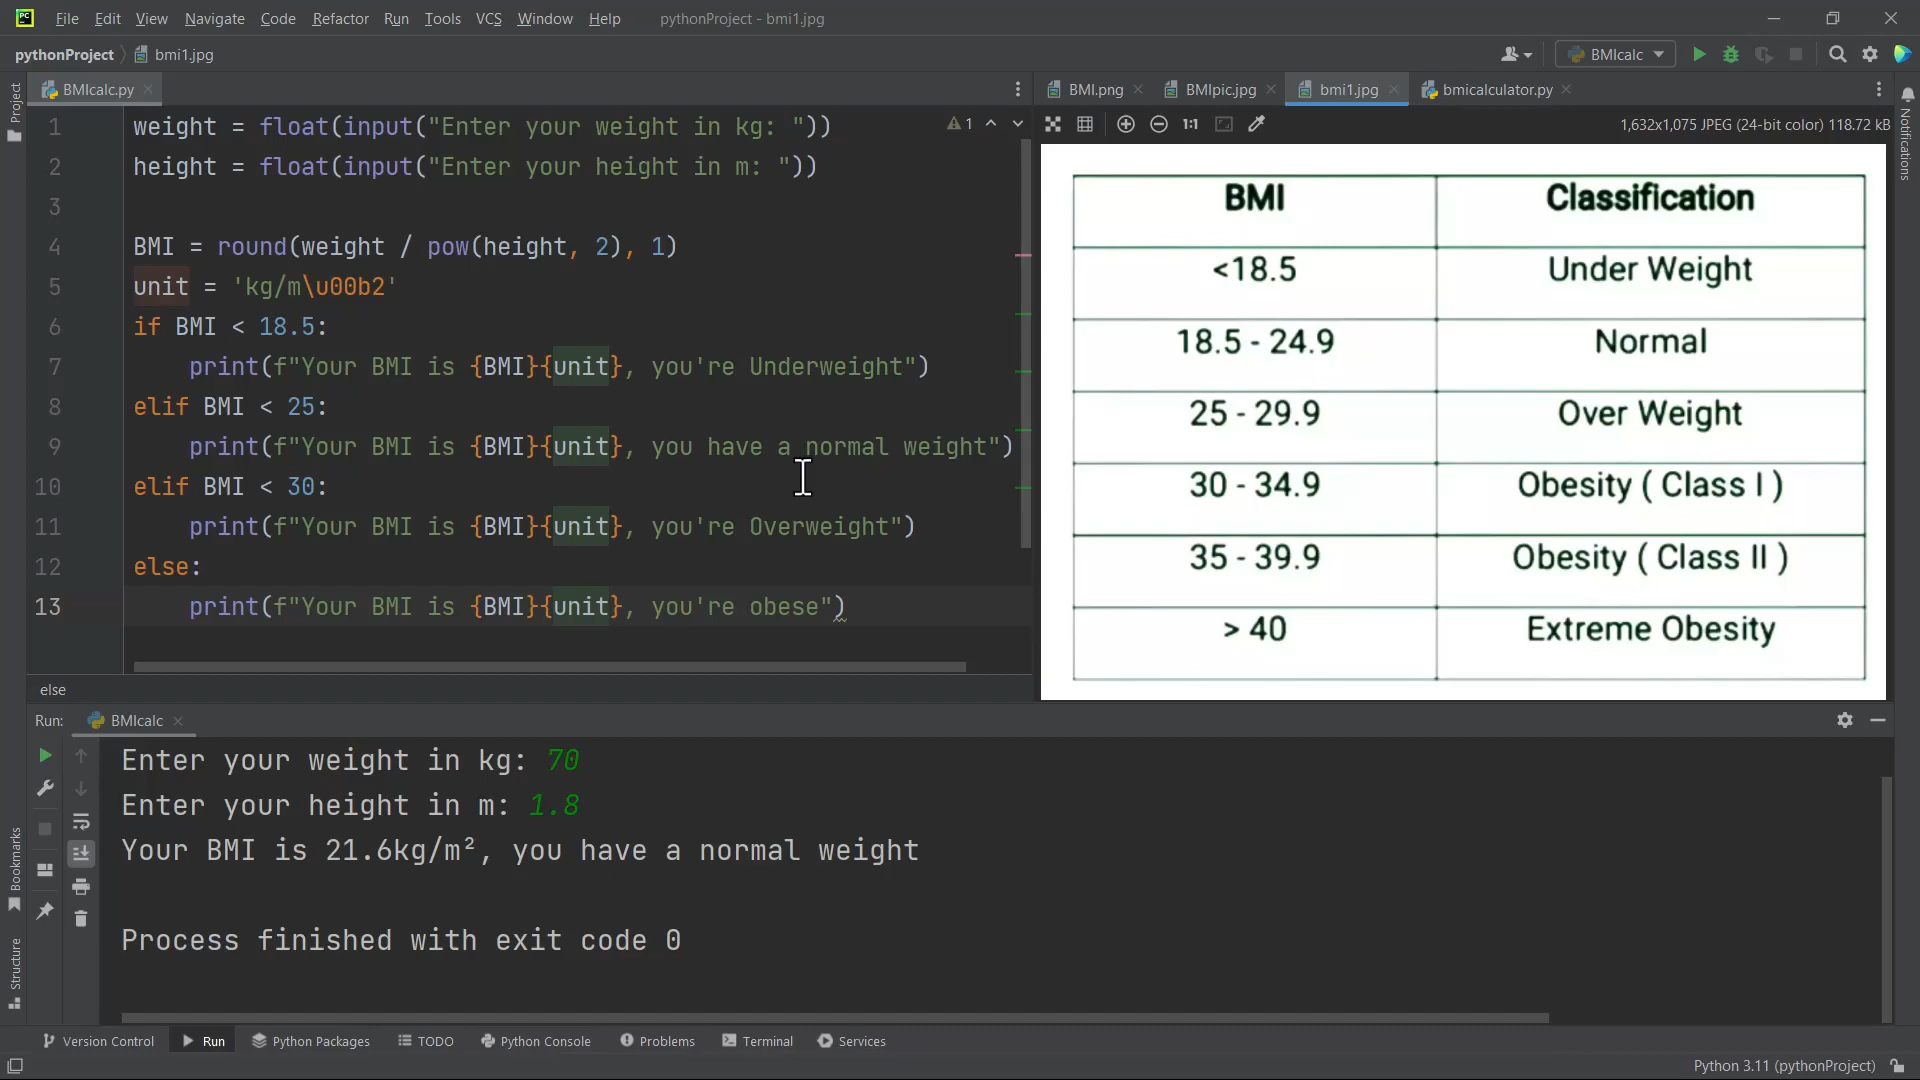 File Edit View Navigate Code Refactor Run Tools VCS Window Help pythonProject - bmi1.jpg
pythonProject bmi1.jpg BMIcalc
BMIcalc.py
1 weight = float(input("Enter your weight in kg: "))
2 height = float(input("Enter your height in m: "))
3
4 BMI = round(weight / pow(height, 2), 1)
5 unit = 'kg/m\u00b2'
6 if BMI < 18.5:
7 print(f"Your BMI is {BMI}{unit}, you're Underweight")
8 elif BMI < 25:
9 print(f"Your BMI is {BMI}{unit}, you have a normal weight")
10 elif BMI < 30:
11 print(f"Your BMI is {BMI}{unit}, you're Overweight")
12 else:
13 print(f"Your BMI is {BMI}{unit}, you're obese")
1
else
BMI.png BMIpic.jpg bmi1.jpg bmicalculator.py
1:1 1,632x1,075 JPEG (24-bit color) 118.72 kB
BMI Classification
<18.5 Under Weight
18.5 - 24.9 Normal
25 - 29.9 Over Weight
30 - 34.9 Obesity ( Class I )
35 - 39.9 Obesity ( Class II )
> 40 Extreme Obesity
Project
Notifications
Bookmarks
Structure
Run: BMIcalc
Enter your weight in kg: 70
Enter your height in m: 1.8
Your BMI is 21.6kg/m², you have a normal weight
Process finished with exit code 0
Version Control Run Python Packages TODO Python Console Problems Terminal Services
Python 3.11 (pythonProject)